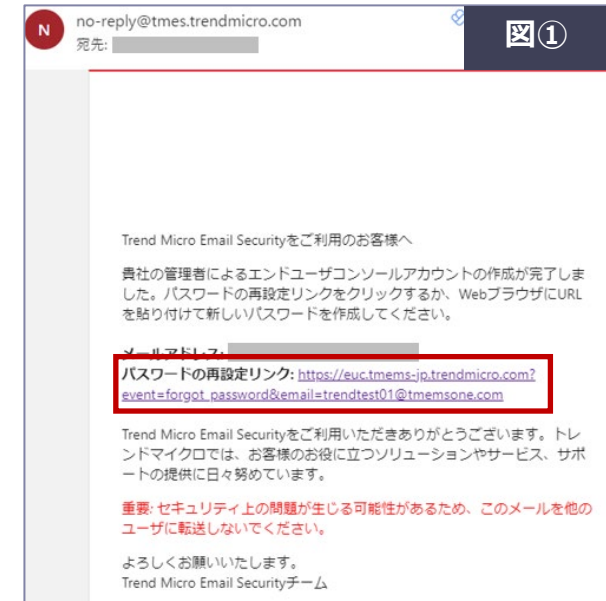 N
no-reply@tmes.trendmicro.com
宛先:
図①
Trend Micro Email Securityをご利用のお客様へ
貴社の管理者によるエンドユーザコンソールアカウントの作成が完了しま
した。パスワードの再設定リンクをクリックするか、WebブラウザにURL
を貼り付けて新しいパスワードを作成してください。
メールアドレス:
パスワードの再設定リンク: https://euc.tmems-jp.trendmicro.com?
event=forgot_password&email=trendtest01@tmemsone.com
Trend Micro Email Securityをご利用いただきありがとうございます。トレ
ンドマイクロでは、お客様のお役に立つソリューションやサービス、サポ
ートの提供に日々努めています。
重要: セキュリティ上の問題が生じる可能性があるため、このメールを他の
ユーザに転送しないでください。
よろしくお願いいたします。
Trend Micro Email Securityチーム